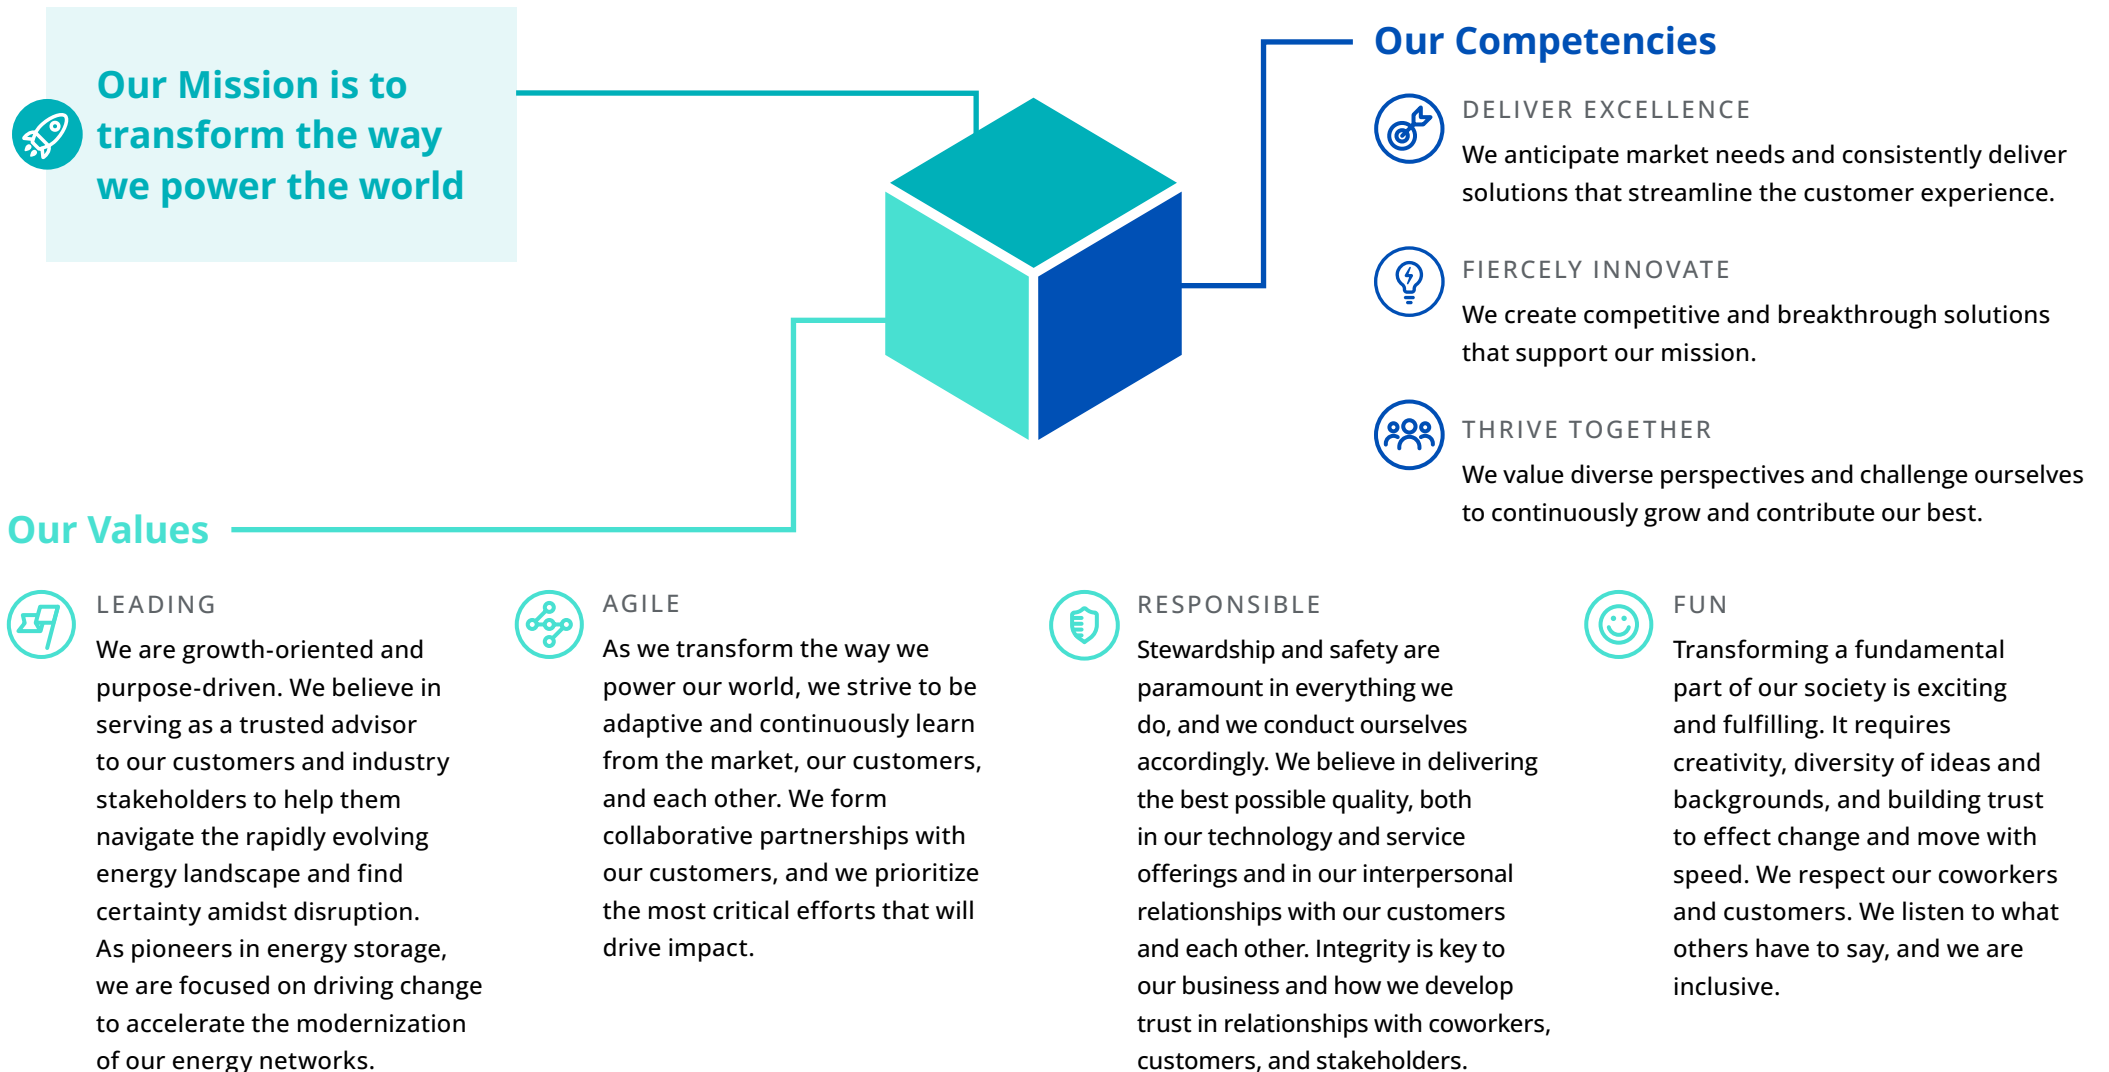 Our Mission is to
transform the way
we power the world
Our Competencies
DELIVER EXCELLENCE
We anticipate market needs and consistently deliver
solutions that streamline the customer experience.
FIERCELY INNOVATE
We create competitive and breakthrough solutions
that support our mission.
THRIVE TOGETHER
We value diverse perspectives and challenge ourselves
to continuously grow and contribute our best.
Our Values
LEADING
We are growth-oriented and
purpose-driven. We believe in
serving as a trusted advisor
to our customers and industry
stakeholders to help them
navigate the rapidly evolving
energy landscape and find
certainty amidst disruption.
As pioneers in energy storage,
we are focused on driving change
to accelerate the modernization
of our energy networks.
AGILE
As we transform the way we
power our world, we strive to be
adaptive and continuously learn
from the market, our customers,
and each other. We form
collaborative partnerships with
our customers, and we prioritize
the most critical efforts that will
drive impact.
RESPONSIBLE
Stewardship and safety are
paramount in everything we
do, and we conduct ourselves
accordingly. We believe in delivering
the best possible quality, both
in our technology and service
offerings and in our interpersonal
relationships with our customers
and each other. Integrity is key to
our business and how we develop
trust in relationships with coworkers,
customers, and stakeholders.
FUN
Transforming a fundamental
part of our society is exciting
and fulfilling. It requires
creativity, diversity of ideas and
backgrounds, and building trust
to effect change and move with
speed. We respect our coworkers
and customers. We listen to what
others have to say, and we are
inclusive.